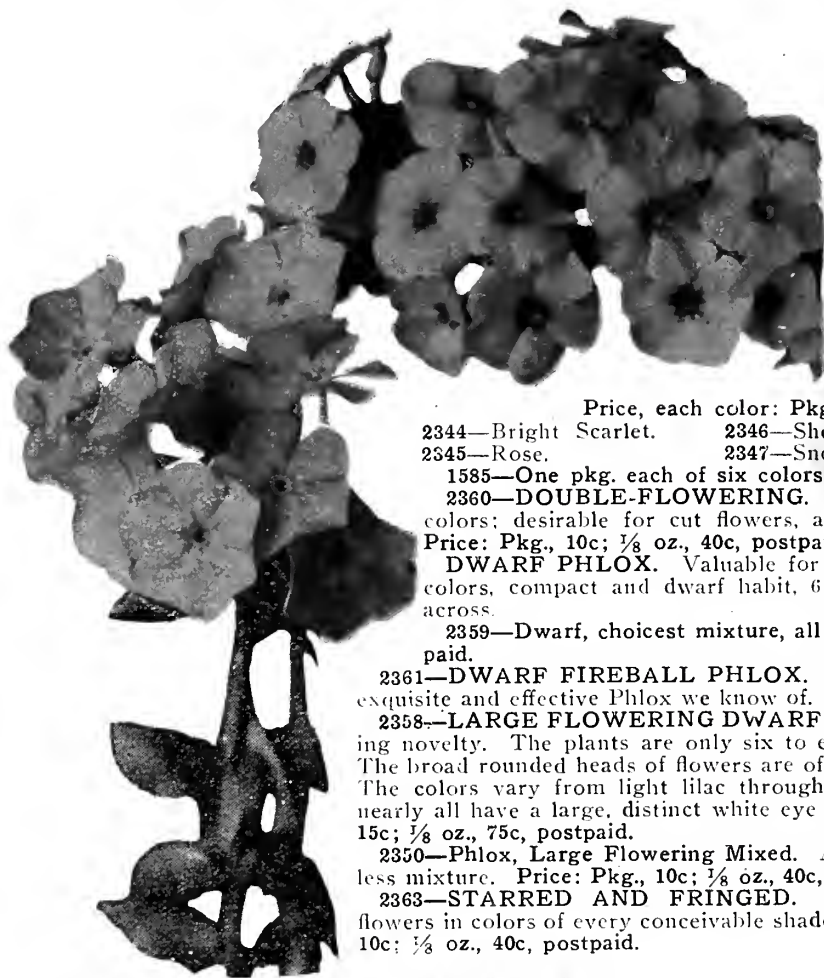 Price, each color: Pkg
2344—Bright Scarlet. 2346—She
2345—Rose. 2347—Sno
1585—One pkg. each of six colors
2360—DOUBLE-FLOWERING.
colors; desirable for cut flowers, a
Price: Pkg., 10c; ⅛ oz., 40c, postpa
DWARF PHLOX. Valuable for
colors, compact and dwarf habit, 6
across.
2359—Dwarf, choicest mixture, all
paid.
2361—DWARF FIREBALL PHLOX.
exquisite and effective Phlox we know of.
2358—LARGE FLOWERING DWARF
ing novelty. The plants are only six to e
The broad rounded heads of flowers are of
The colors vary from light lilac through
nearly all have a large, distinct white eye
15c; ⅛ oz., 75c, postpaid.
2350—Phlox, Large Flowering Mixed.
less mixture. Price: Pkg., 10c; ⅛ oz., 40c,
2363—STARRED AND FRINGED.
flowers in colors of every conceivable shad
10c; ⅛ oz., 40c, postpaid.